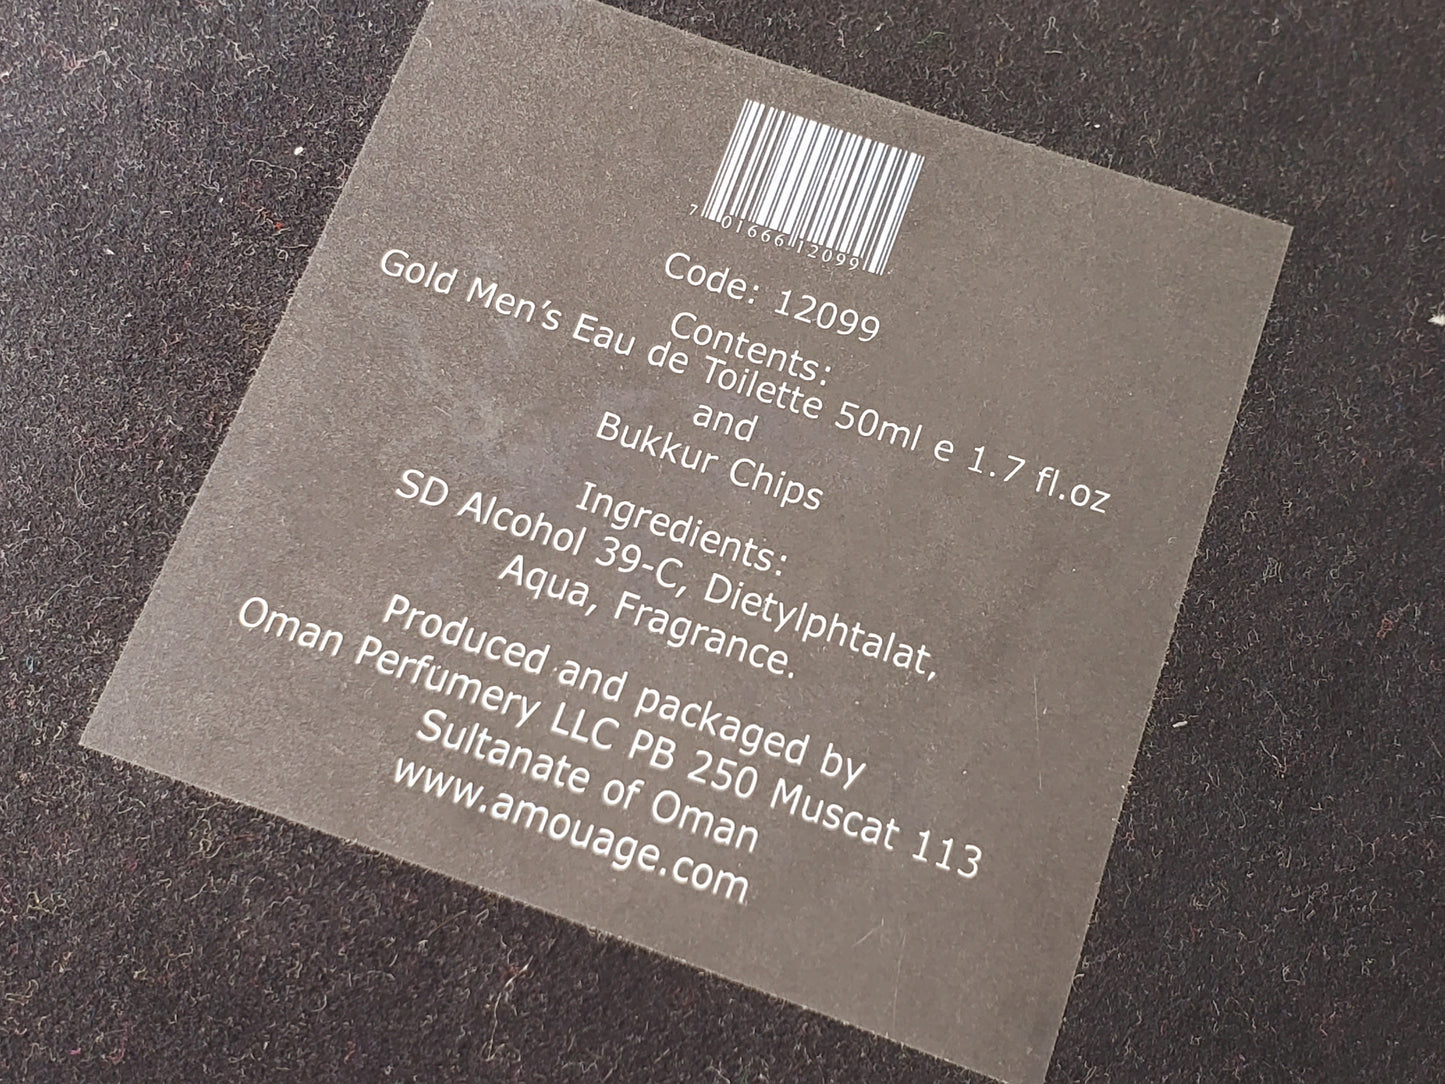 7 01666 12099
Code: 12099
Contents:
Gold Men's Eau de Toilette 50ml e 1.7 fl.oz
and
Bukkur Chips
Ingredients:
SD Alcohol 39-C, Dietylphtalat,
Aqua, Fragrance.
Produced and packaged by
Oman Perfumery LLC PB 250 Muscat 113
Sultanate of Oman
www.amouage.com